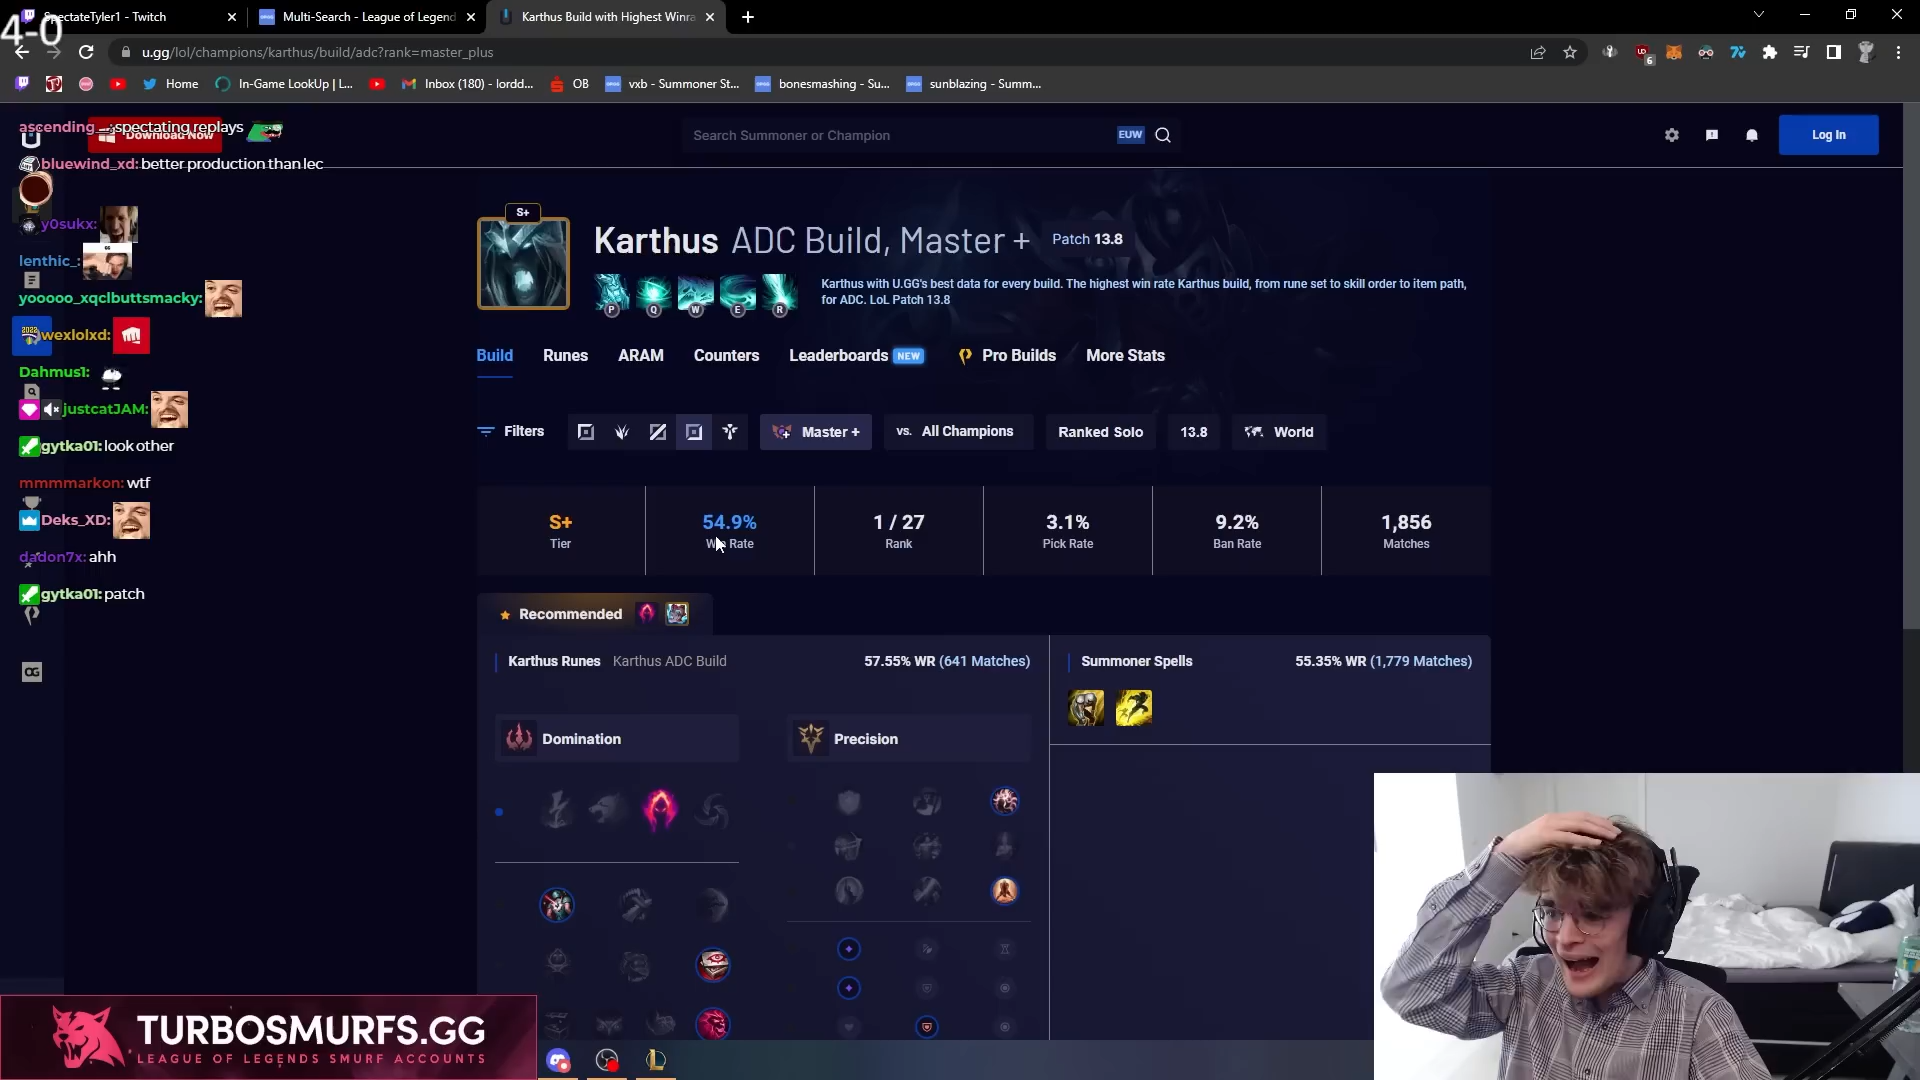 SpectateTyler1 - Twitch
Multi-Search - League of Legend
Karthus Build with Highest Winra
4-0
u.gg/lol/champions/karthus/build/adc?rank=master_plus
6
Home
In-Game LookUp | L...
Inbox (180) - lordd...
OB
vxb - Summoner St...
bonesmashing - Su...
sunblazing - Summ...
ascending__: spectating replays
Download Now
Search Summoner or Champion
EUW
Log In
bluewind_xd: better production than lec
y0sukx:
lenthic_:
yooooo_xqclbuttsmacky:
wexlolxd:
Dahmus1:
justcatJAM:
gytka01: look other
mmmmarkon: wtf
Deks_XD:
dadon7x: ahh
gytka01: patch
OG
S+
Karthus ADC Build, Master +
Patch 13.8
P
Q
W
E
R
Karthus with U.GG's best data for every build. The highest win rate Karthus build, from rune set to skill order to item path,
for ADC. LoL Patch 13.8
Build
Runes
ARAM
Counters
Leaderboards NEW
Pro Builds
More Stats
Filters
Master +
vs. All Champions
Ranked Solo
13.8
World
S+
Tier
54.9%
Win Rate
1 / 27
Rank
3.1%
Pick Rate
9.2%
Ban Rate
1,856
Matches
Recommended
Karthus Runes
Karthus ADC Build
57.55% WR (641 Matches)
Summoner Spells
55.35% WR (1,779 Matches)
Domination
Precision
TURBOSMURFS.GG
LEAGUE OF LEGENDS SMURF ACCOUNTS